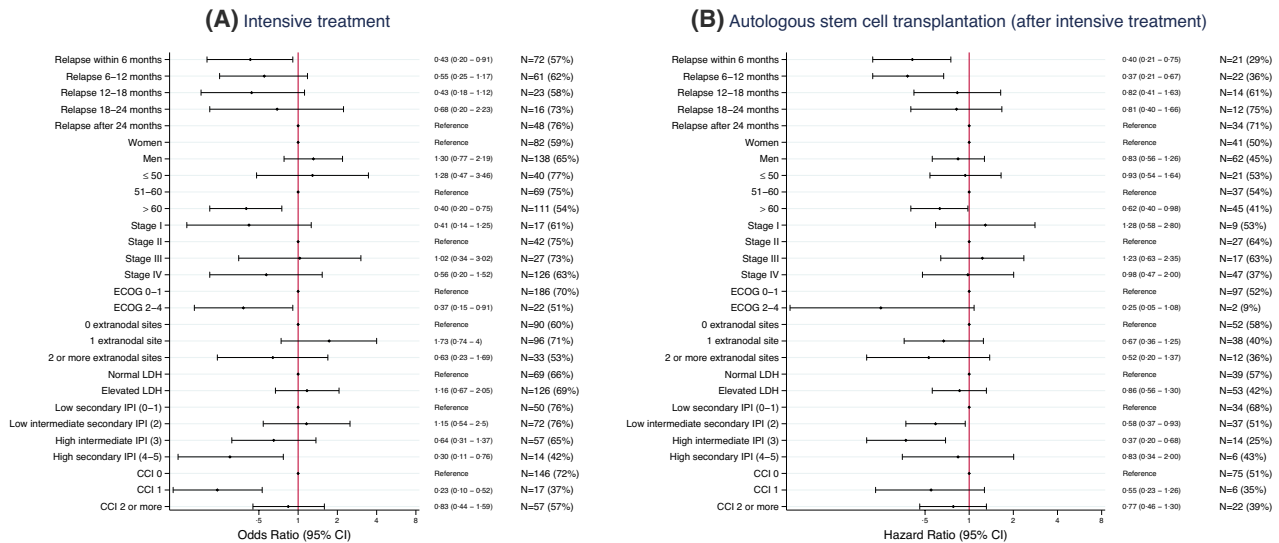 (A) Intensive treatment
Relapse within 6 months 0·43 (0·20 − 0·91) N=72 (57%)
Relapse 6−12 months 0·55 (0·25 − 1·17) N=61 (62%)
Relapse 12−18 months 0·43 (0·18 − 1·12) N=23 (58%)
Relapse 18−24 months 0·68 (0·20 − 2·23) N=16 (73%)
Relapse after 24 months Reference N=48 (76%)
Women Reference N=82 (59%)
Men 1·30 (0·77 − 2·19) N=138 (65%)
≤ 50 1·28 (0·47 − 3·46) N=40 (77%)
51−60 Reference N=69 (75%)
> 60 0·40 (0·20 − 0·75) N=111 (54%)
Stage I 0·41 (0·14 − 1·25) N=17 (61%)
Stage II Reference N=42 (75%)
Stage III 1·02 (0·34 − 3·02) N=27 (73%)
Stage IV 0·56 (0·20 − 1·52) N=126 (63%)
ECOG 0−1 Reference N=186 (70%)
ECOG 2−4 0·37 (0·15 − 0·91) N=22 (51%)
0 extranodal sites Reference N=90 (60%)
1 extranodal site 1·73 (0·74 − 4) N=96 (71%)
2 or more extranodal sites 0·63 (0·23 − 1·69) N=33 (53%)
Normal LDH Reference N=69 (66%)
Elevated LDH 1·16 (0·67 − 2·05) N=126 (69%)
Low secondary IPI (0−1) Reference N=50 (76%)
Low intermediate secondary IPI (2) 1·15 (0·54 − 2·5) N=72 (76%)
High intermediate IPI (3) 0·64 (0·31 − 1·37) N=57 (65%)
High secondary IPI (4−5) 0·30 (0·11 − 0·76) N=14 (42%)
CCI 0 Reference N=146 (72%)
CCI 1 0·23 (0·10 − 0·52) N=17 (37%)
CCI 2 or more 0·83 (0·44 − 1·59) N=57 (57%)
·5 1 2 4 8
Odds Ratio (95% CI)
(B) Autologous stem cell transplantation (after intensive treatment)
Relapse within 6 months 0·40 (0·21 − 0·75) N=21 (29%)
Relapse 6−12 months 0·37 (0·21 − 0·67) N=22 (36%)
Relapse 12−18 months 0·82 (0·41 − 1·63) N=14 (61%)
Relapse 18−24 months 0·81 (0·40 − 1·66) N=12 (75%)
Relapse after 24 months Reference N=34 (71%)
Women Reference N=41 (50%)
Men 0·83 (0·56 − 1·26) N=62 (45%)
≤ 50 0·93 (0·54 − 1·64) N=21 (53%)
51−60 Reference N=37 (54%)
> 60 0·62 (0·40 − 0·98) N=45 (41%)
Stage I 1·28 (0·58 − 2·80) N=9 (53%)
Stage II Reference N=27 (64%)
Stage III 1·23 (0·63 − 2·35) N=17 (63%)
Stage IV 0·98 (0·47 − 2·00) N=47 (37%)
ECOG 0−1 Reference N=97 (52%)
ECOG 2−4 0·25 (0·05 − 1·08) N=2 (9%)
0 extranodal sites Reference N=52 (58%)
1 extranodal site 0·67 (0·36 − 1·25) N=38 (40%)
2 or more extranodal sites 0·52 (0·20 − 1·37) N=12 (36%)
Normal LDH Reference N=39 (57%)
Elevated LDH 0·86 (0·56 − 1·30) N=53 (42%)
Low secondary IPI (0−1) Reference N=34 (68%)
Low intermediate secondary IPI (2) 0·58 (0·37 − 0·93) N=37 (51%)
High intermediate IPI (3) 0·37 (0·20 − 0·68) N=14 (25%)
High secondary IPI (4−5) 0·83 (0·34 − 2·00) N=6 (43%)
CCI 0 Reference N=75 (51%)
CCI 1 0·55 (0·23 − 1·26) N=6 (35%)
CCI 2 or more 0·77 (0·46 − 1·30) N=22 (39%)
·5 1 2 4 8
Hazard Ratio (95% CI)